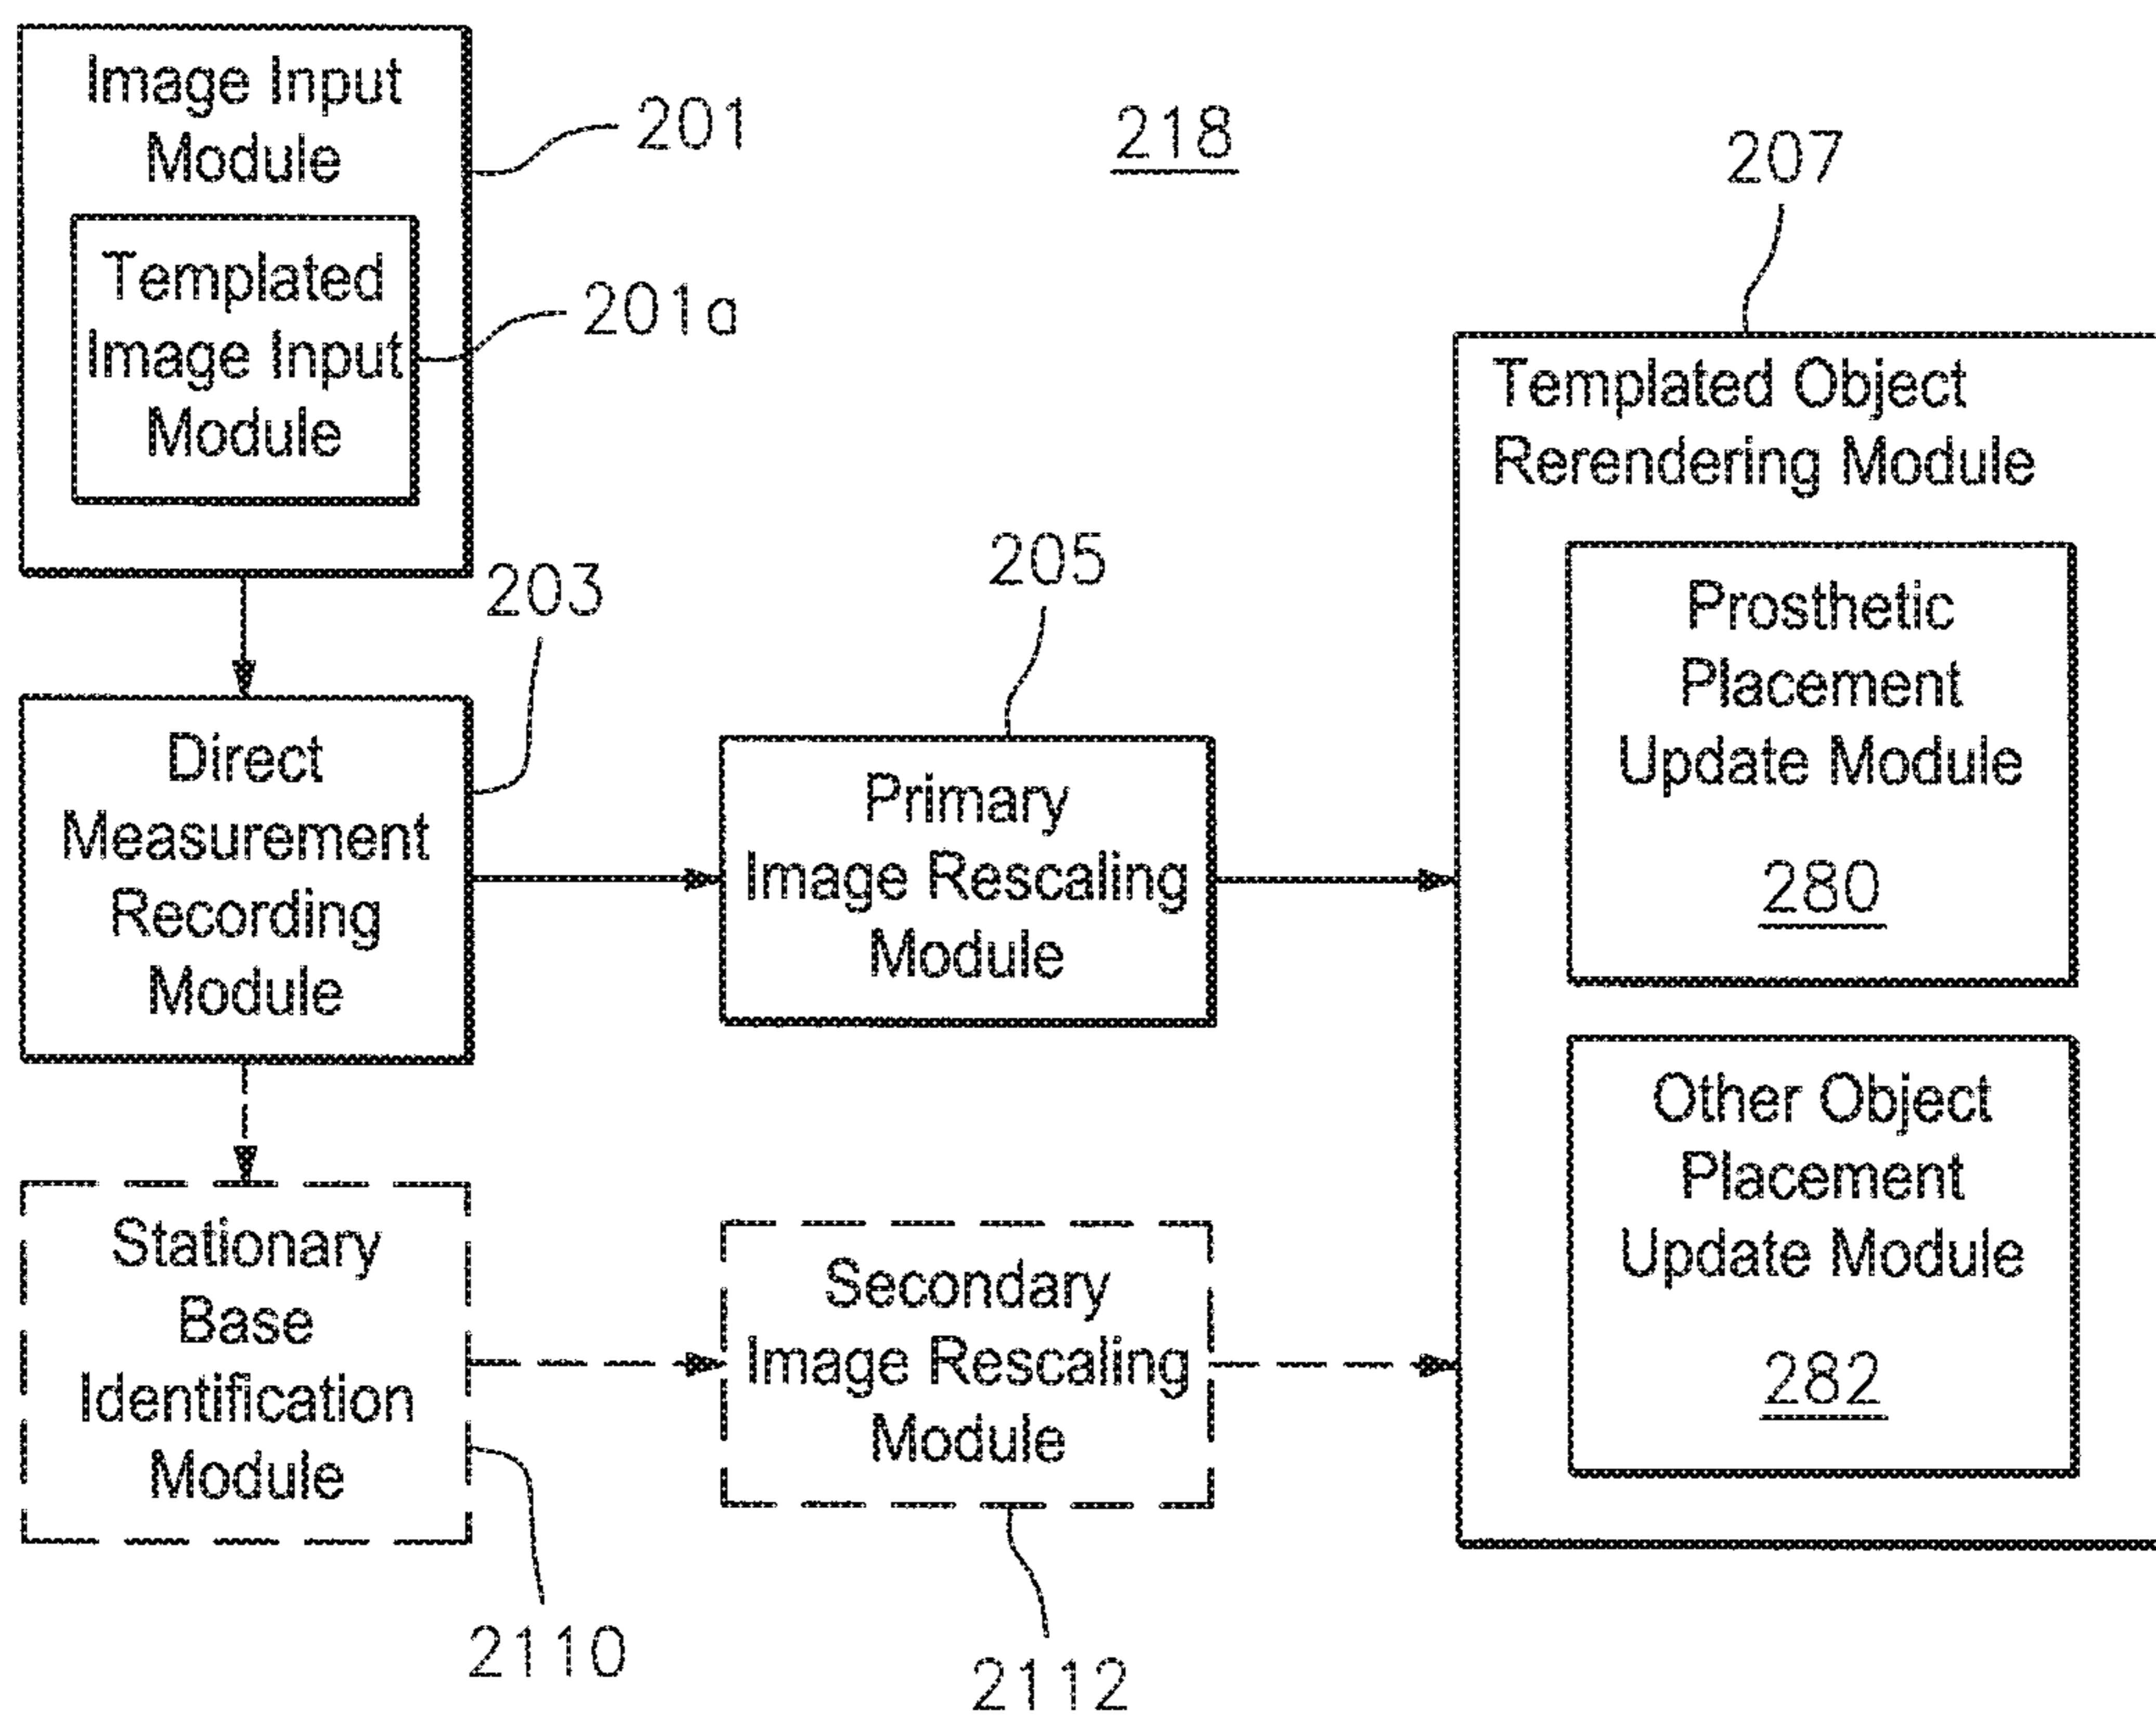 Image Input
Module
201
Templated
Image Input
Module
201a
218
207
Templated Object
Rerendering Module
Prosthetic
Placement
Update Module
280
Other Object
Placement
Update Module
282
203
Direct
Measurement
Recording
Module
205
Primary
Image Rescaling
Module
Stationary
Base
Identification
Module
2110
Secondary
Image Rescaling
Module
2112